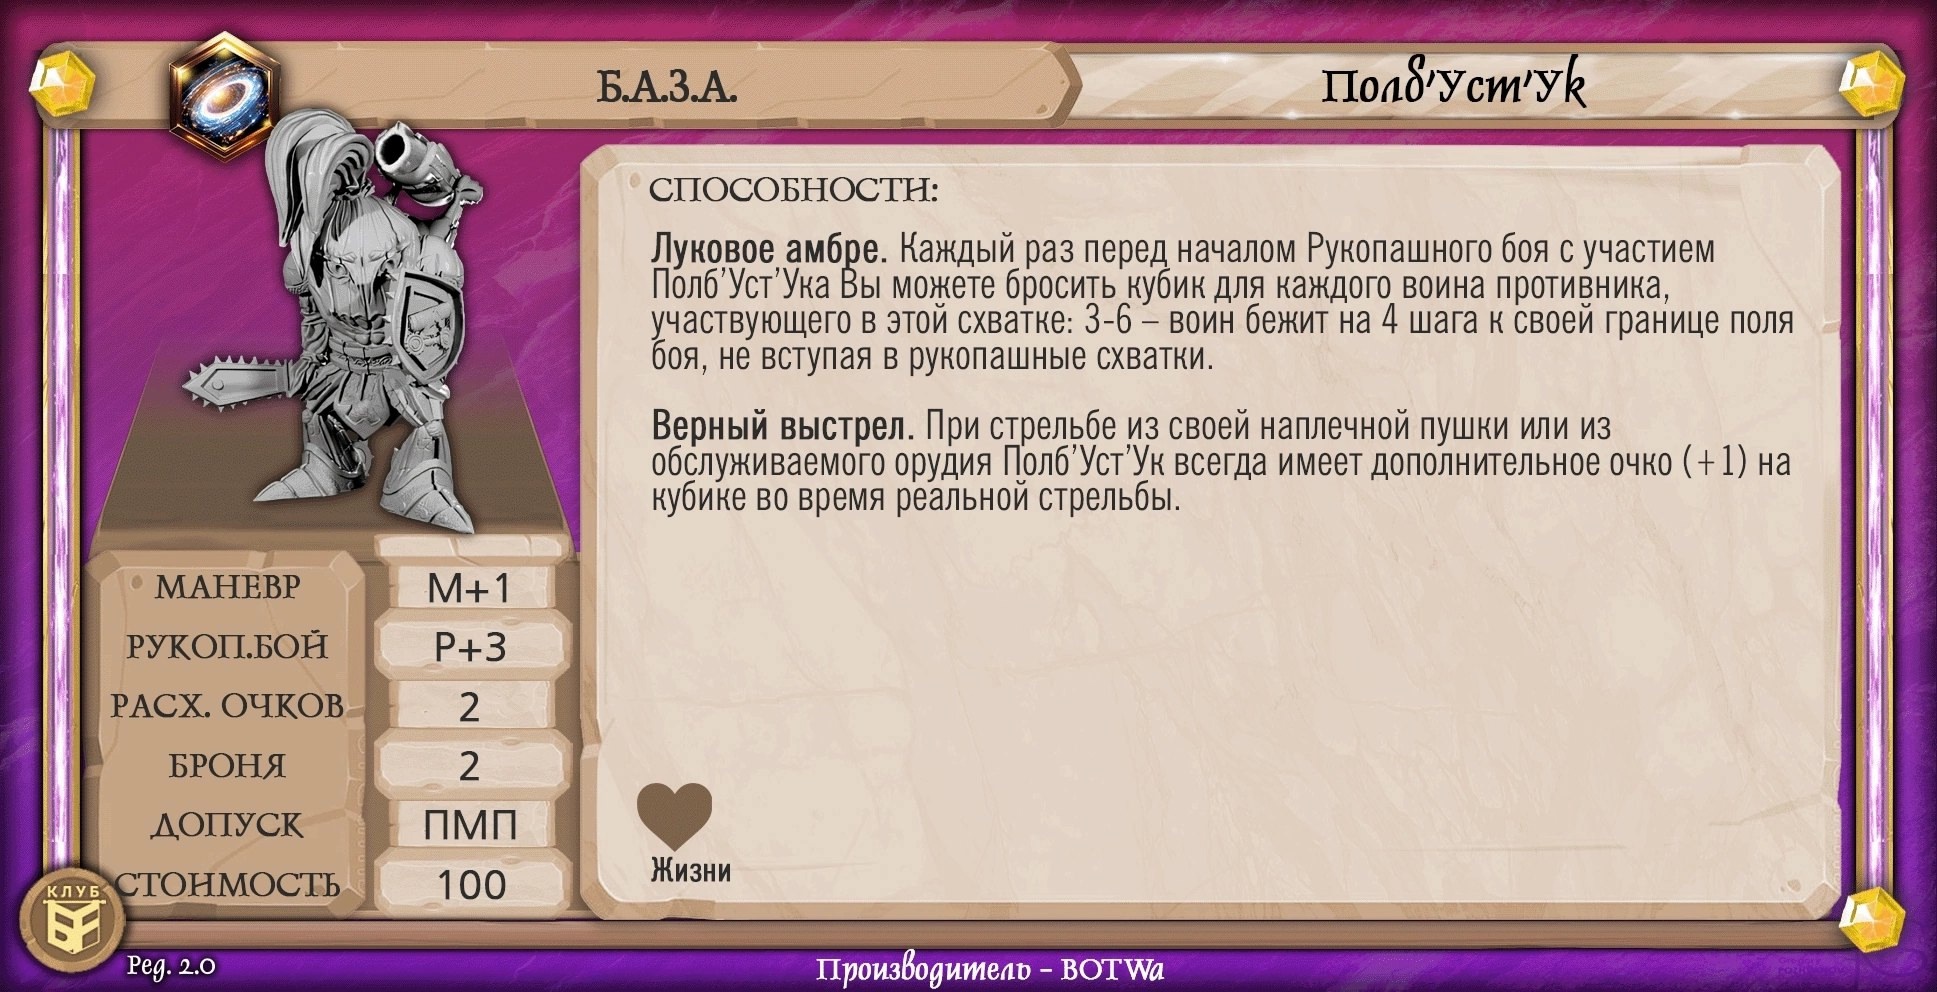 Б.А.З.А.
Полб'Уст'Ук
СПОСОБНОСТИ:
Луковое амбре. Каждый раз перед началом Рукопашного боя с участием
Полб'Уст'Ука Вы можете бросить кубик для каждого воина противника,
участвующего в этой схватке: 3-6 – воин бежит на 4 шага к своей границе поля
боя, не вступая в рукопашные схватки.
Верный выстрел. При стрельбе из своей наплечной пушки или из
обслуживаемого орудия Полб'Уст'Ук всегда имеет дополнительное очко (+1) на
кубике во время реальной стрельбы.
МАНЕВР М+1
РУКОП.БОЙ Р+3
РАСХ. ОЧКОВ 2
БРОНЯ 2
ДОПУСК ПМП
СТОИМОСТЬ 100
Жизни
КЛУБ
Ред. 2.0
Производитель - BOTWa